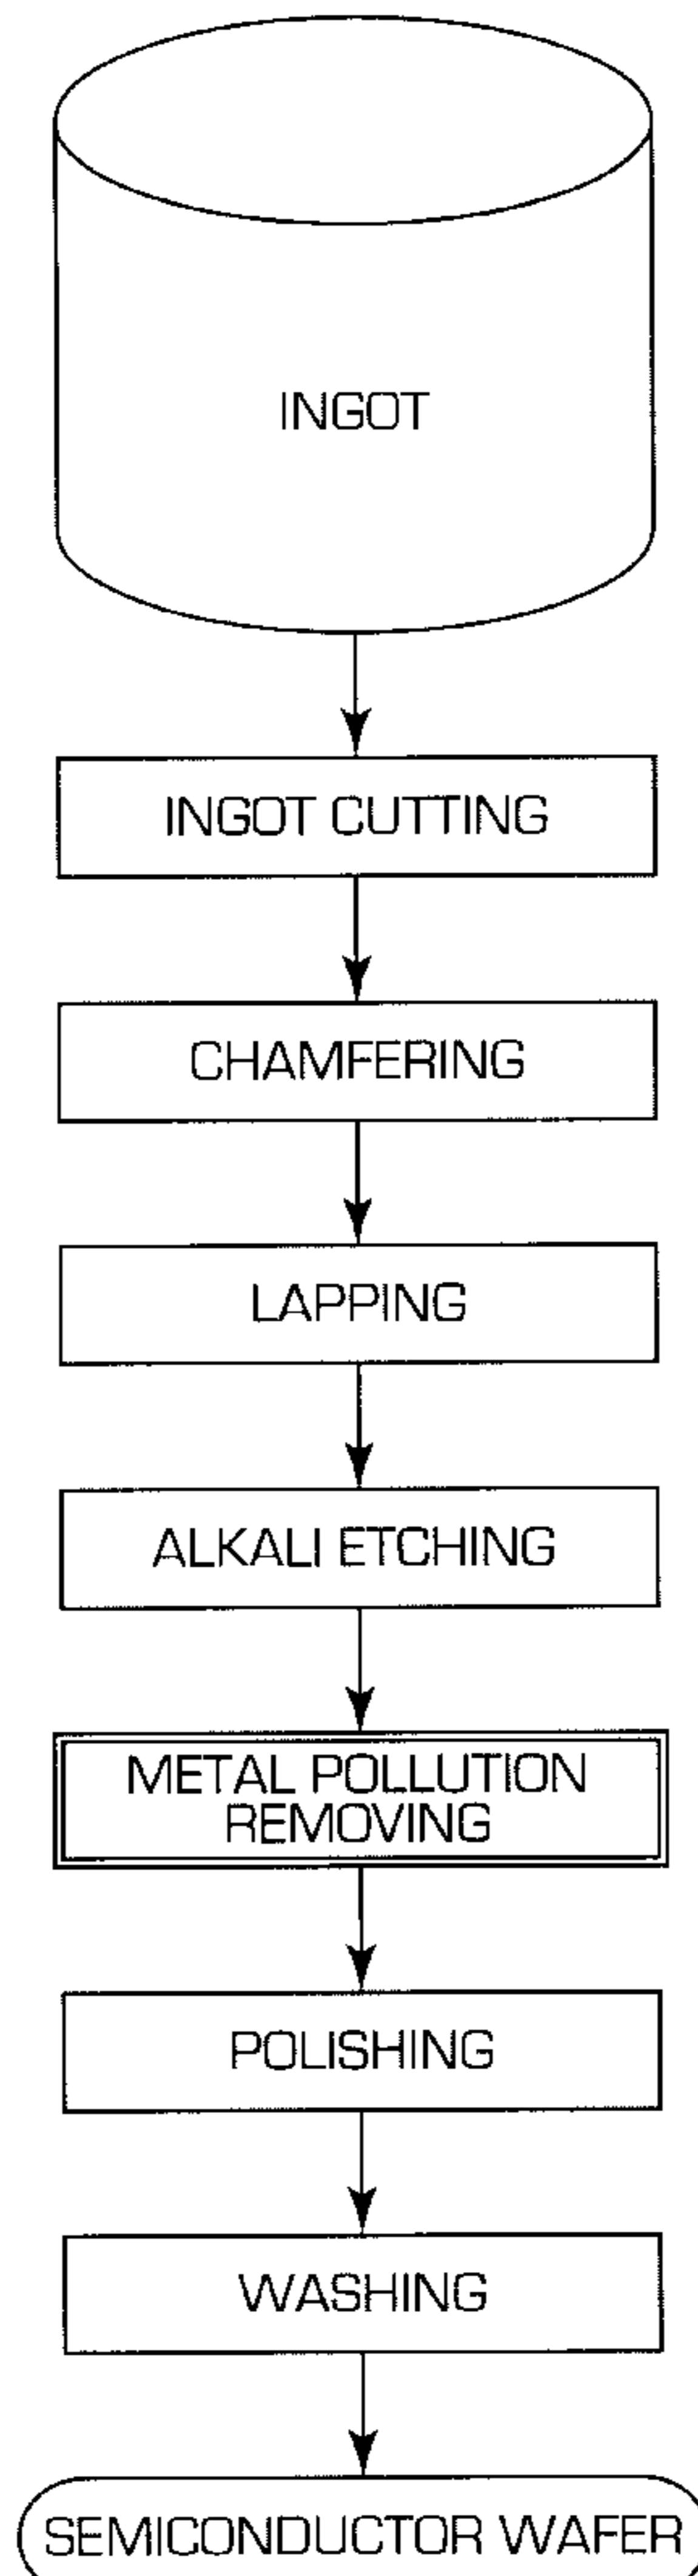 INGOT
INGOT CUTTING
CHAMFERING
LAPPING
ALKALI ETCHING
METAL POLLUTION
REMOVING
POLISHING
WASHING
SEMICONDUCTOR WAFER